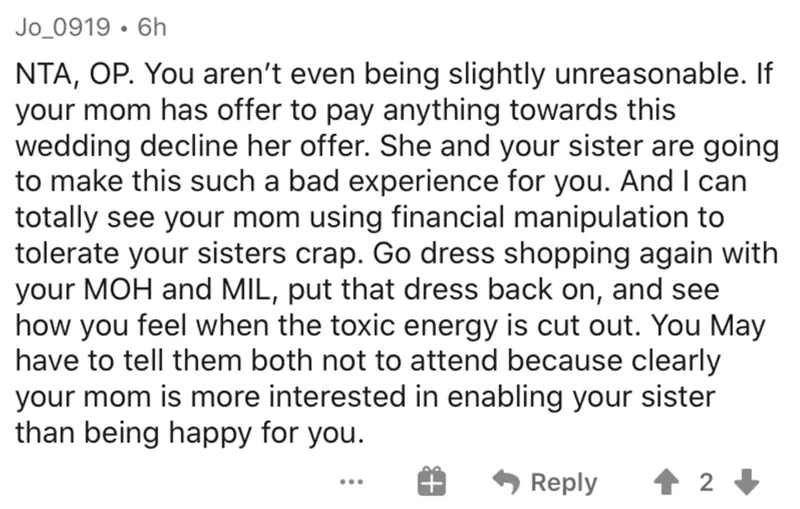 Jo_0919 • 6h
NTA, OP. You aren’t even being slightly unreasonable. If
your mom has offer to pay anything towards this
wedding decline her offer. She and your sister are going
to make this such a bad experience for you. And I can
totally see your mom using financial manipulation to
tolerate your sisters crap. Go dress shopping again with
your MOH and MIL, put that dress back on, and see
how you feel when the toxic energy is cut out. You May
have to tell them both not to attend because clearly
your mom is more interested in enabling your sister
than being happy for you.
Reply 2